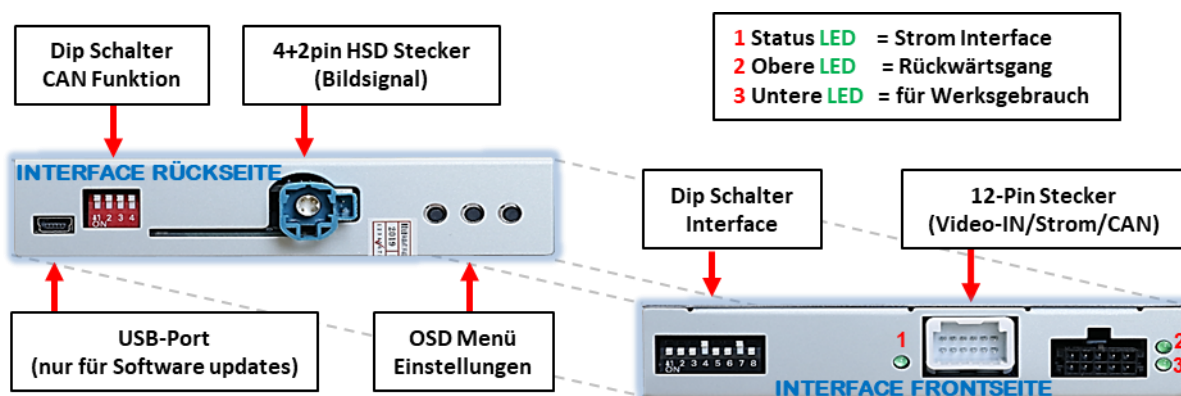 Dip Schalter
CAN Funktion
4+2pin HSD Stecker
(Bildsignal)
1 Status LED = Strom Interface
2 Obere LED = Rückwärtsgang
3 Untere LED = für Werksgebrauch
INTERFACE RÜCKSEITE
1 2 3 4
ON
2019
Dip Schalter
Interface
12-Pin Stecker
(Video-IN/Strom/CAN)
USB-Port
(nur für Software updates)
OSD Menü
Einstellungen
1
2
3
1 2 3 4 5 6 7 8
ON
INTERFACE FRONTSEITE